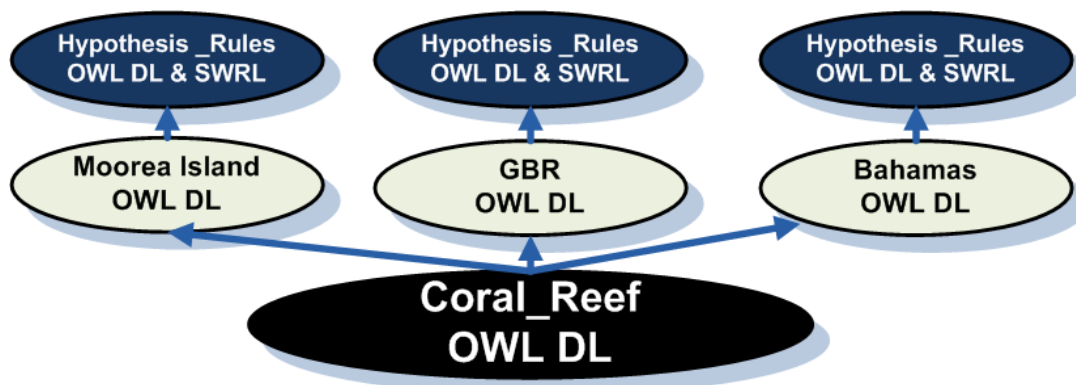 Hypothesis _Rules
OWL DL & SWRL
Hypothesis _Rules
OWL DL & SWRL
Hypothesis _Rules
OWL DL & SWRL
Moorea Island
OWL DL
GBR
OWL DL
Bahamas
OWL DL
Coral_Reef
OWL DL